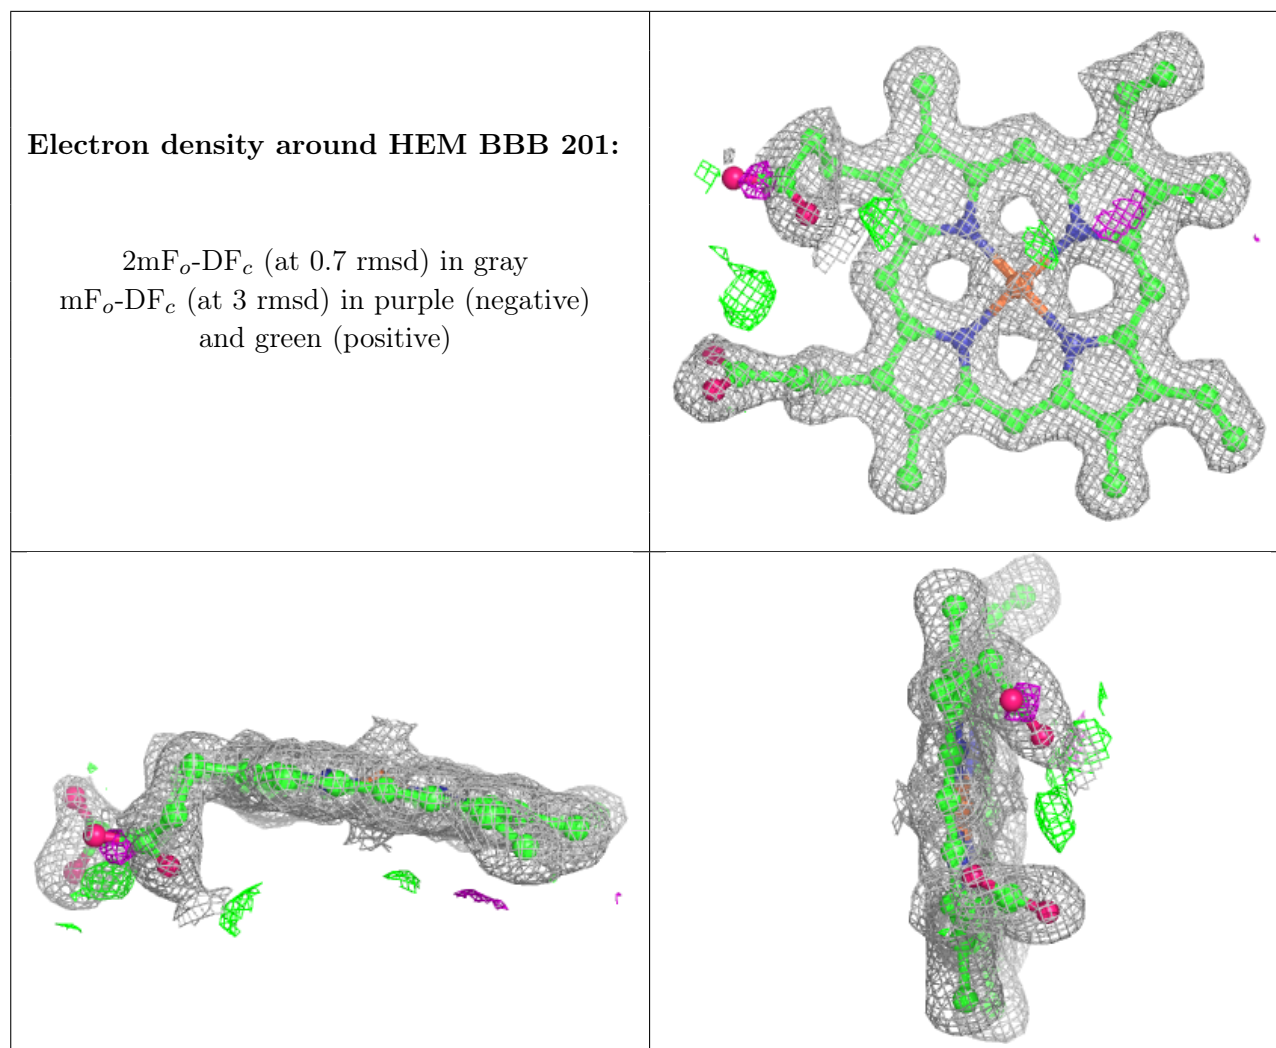 Electron density around HEM BBB 201:
2mFo-DFc (at 0.7 rmsd) in gray
mFo-DFc (at 3 rmsd) in purple (negative)
and green (positive)